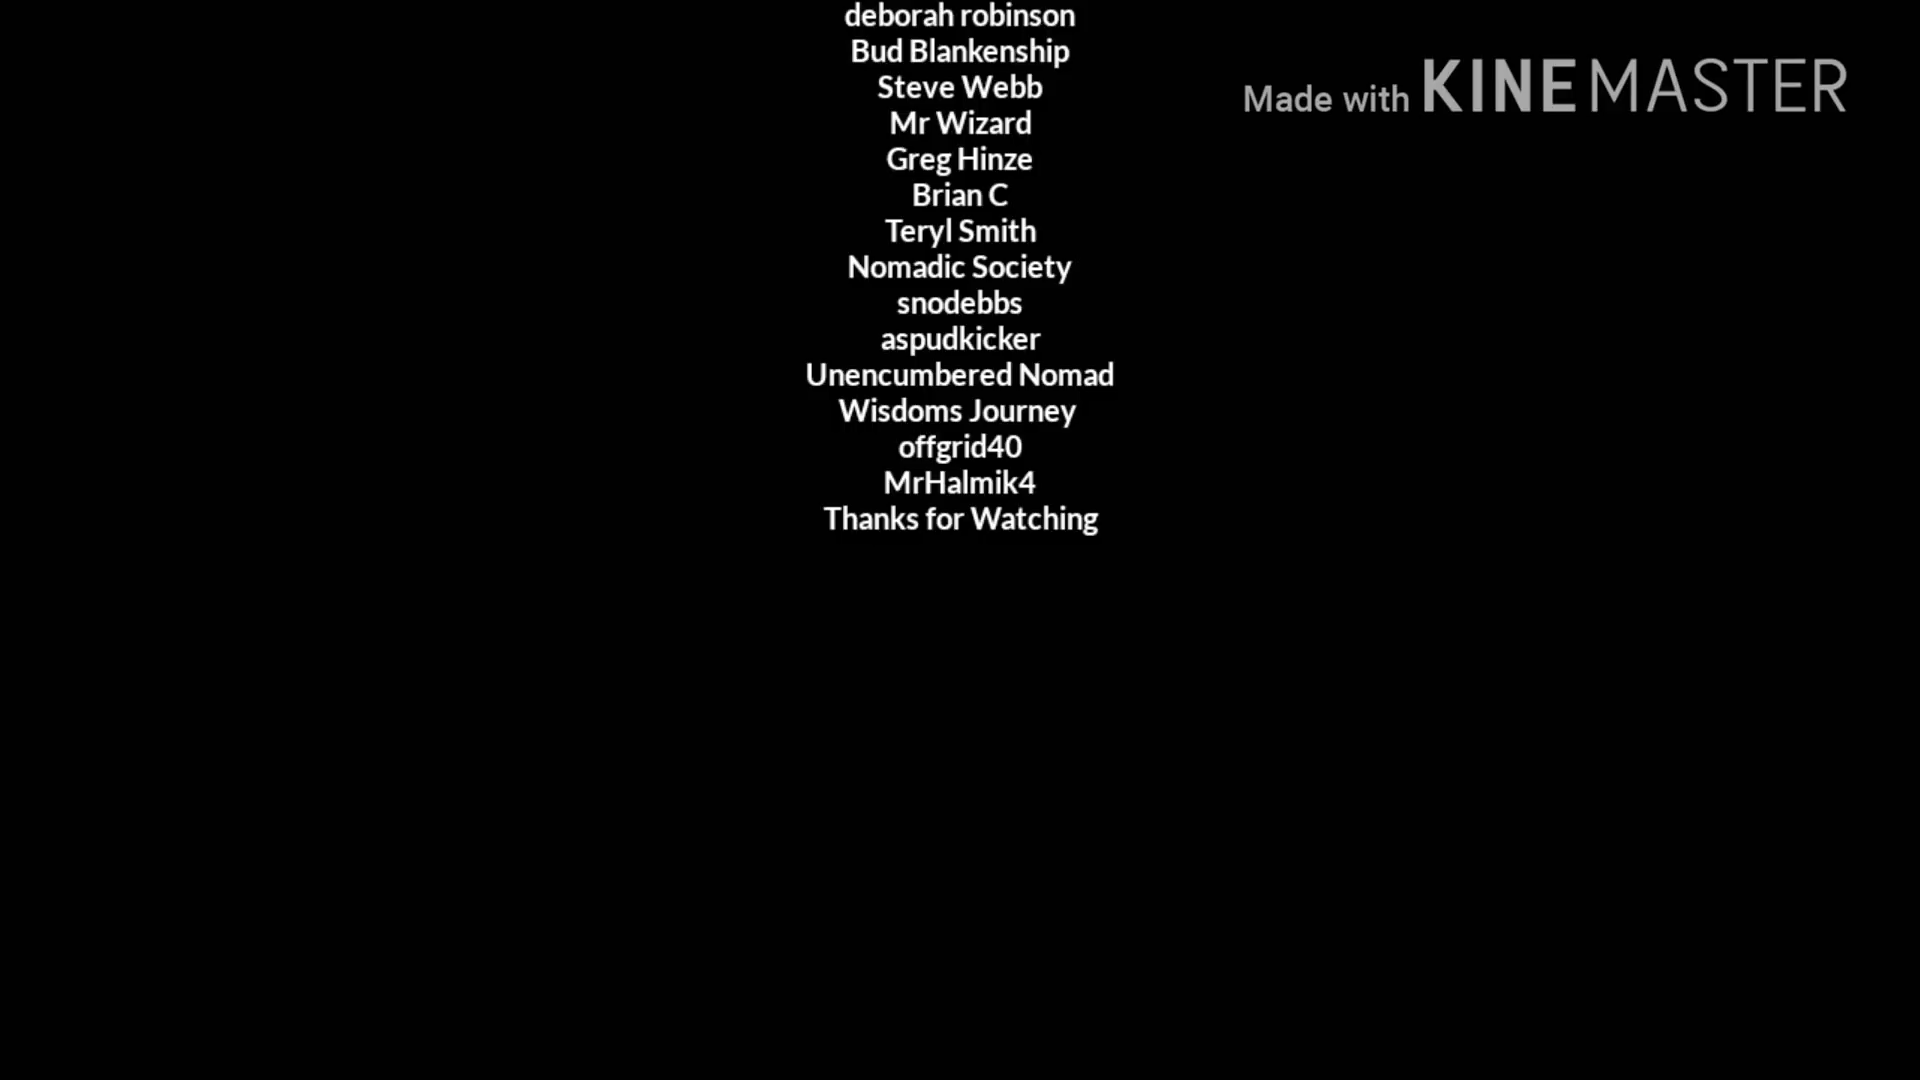 deborah robinson
Bud Blankenship
Steve Webb
Made with KINEMASTER
Mr Wizard
Greg Hinze
Brian C
Teryl Smith
Nomadic Society
snodebbs
aspudkicker
Unencumbered Nomad
Wisdoms Journey
offgrid40
MrHalmik4
Thanks for Watching